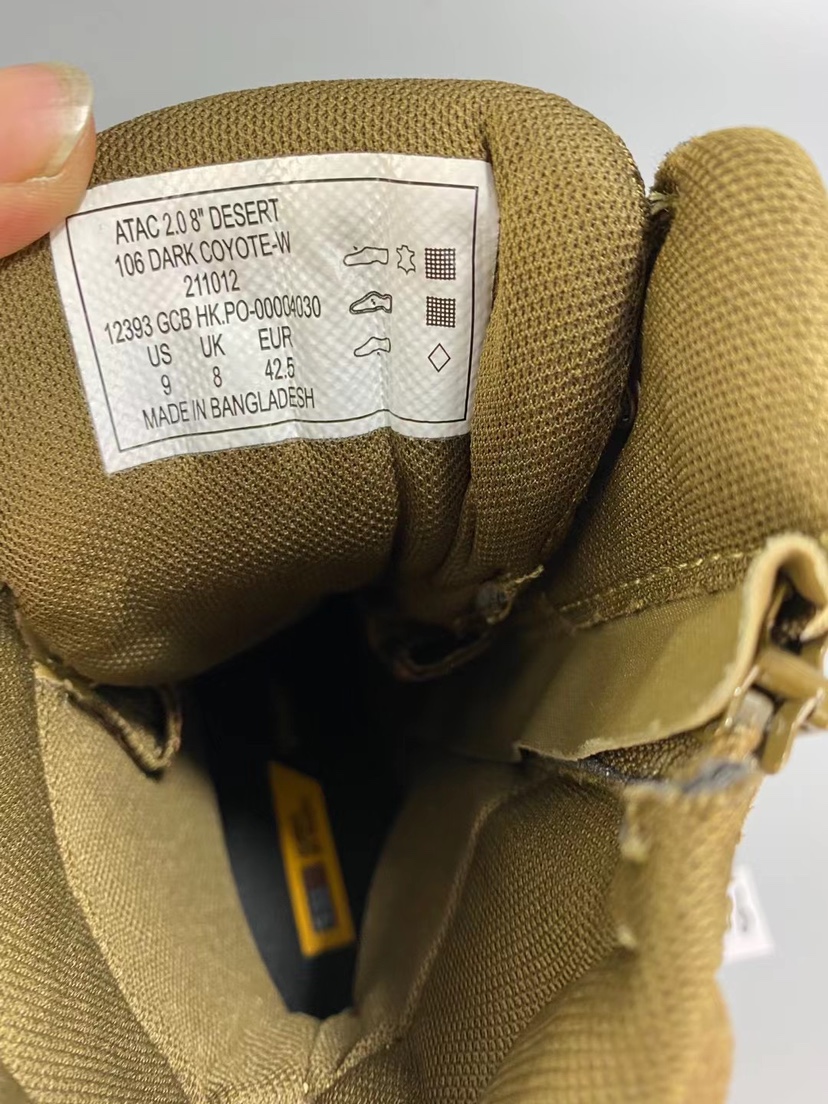 ATAC 2.0 8" DESERT
106 DARK COYOTE-W
211012
12393 GCB HK.PO-00004030
US UK EUR
9 8 42.5
MADE IN BANGLADESH